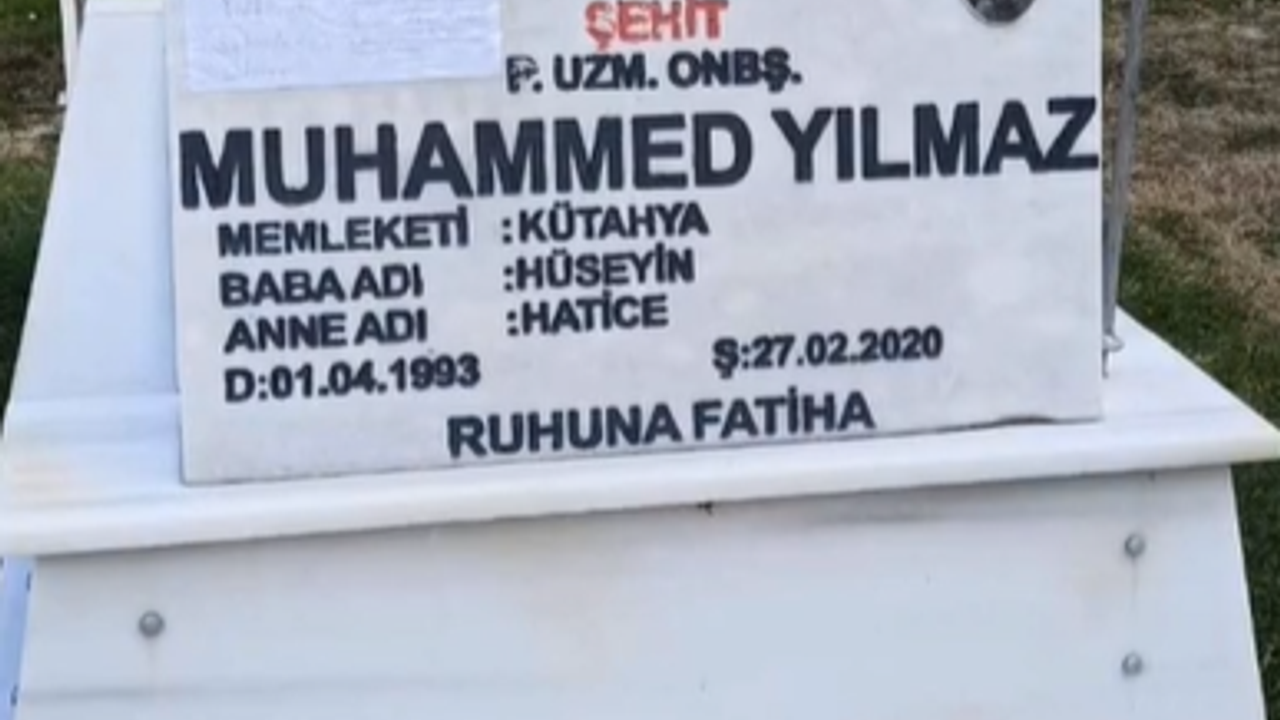 ŞEHİT
P. UZM. ONBŞ.
MUHAMMED YILMAZ
MEMLEKETİ :KÜTAHYA
BABA ADI :HÜSEYİN
ANNE ADI :HATİCE
D:01.04.1993 Ş:27.02.2020
RUHUNA FATİHA